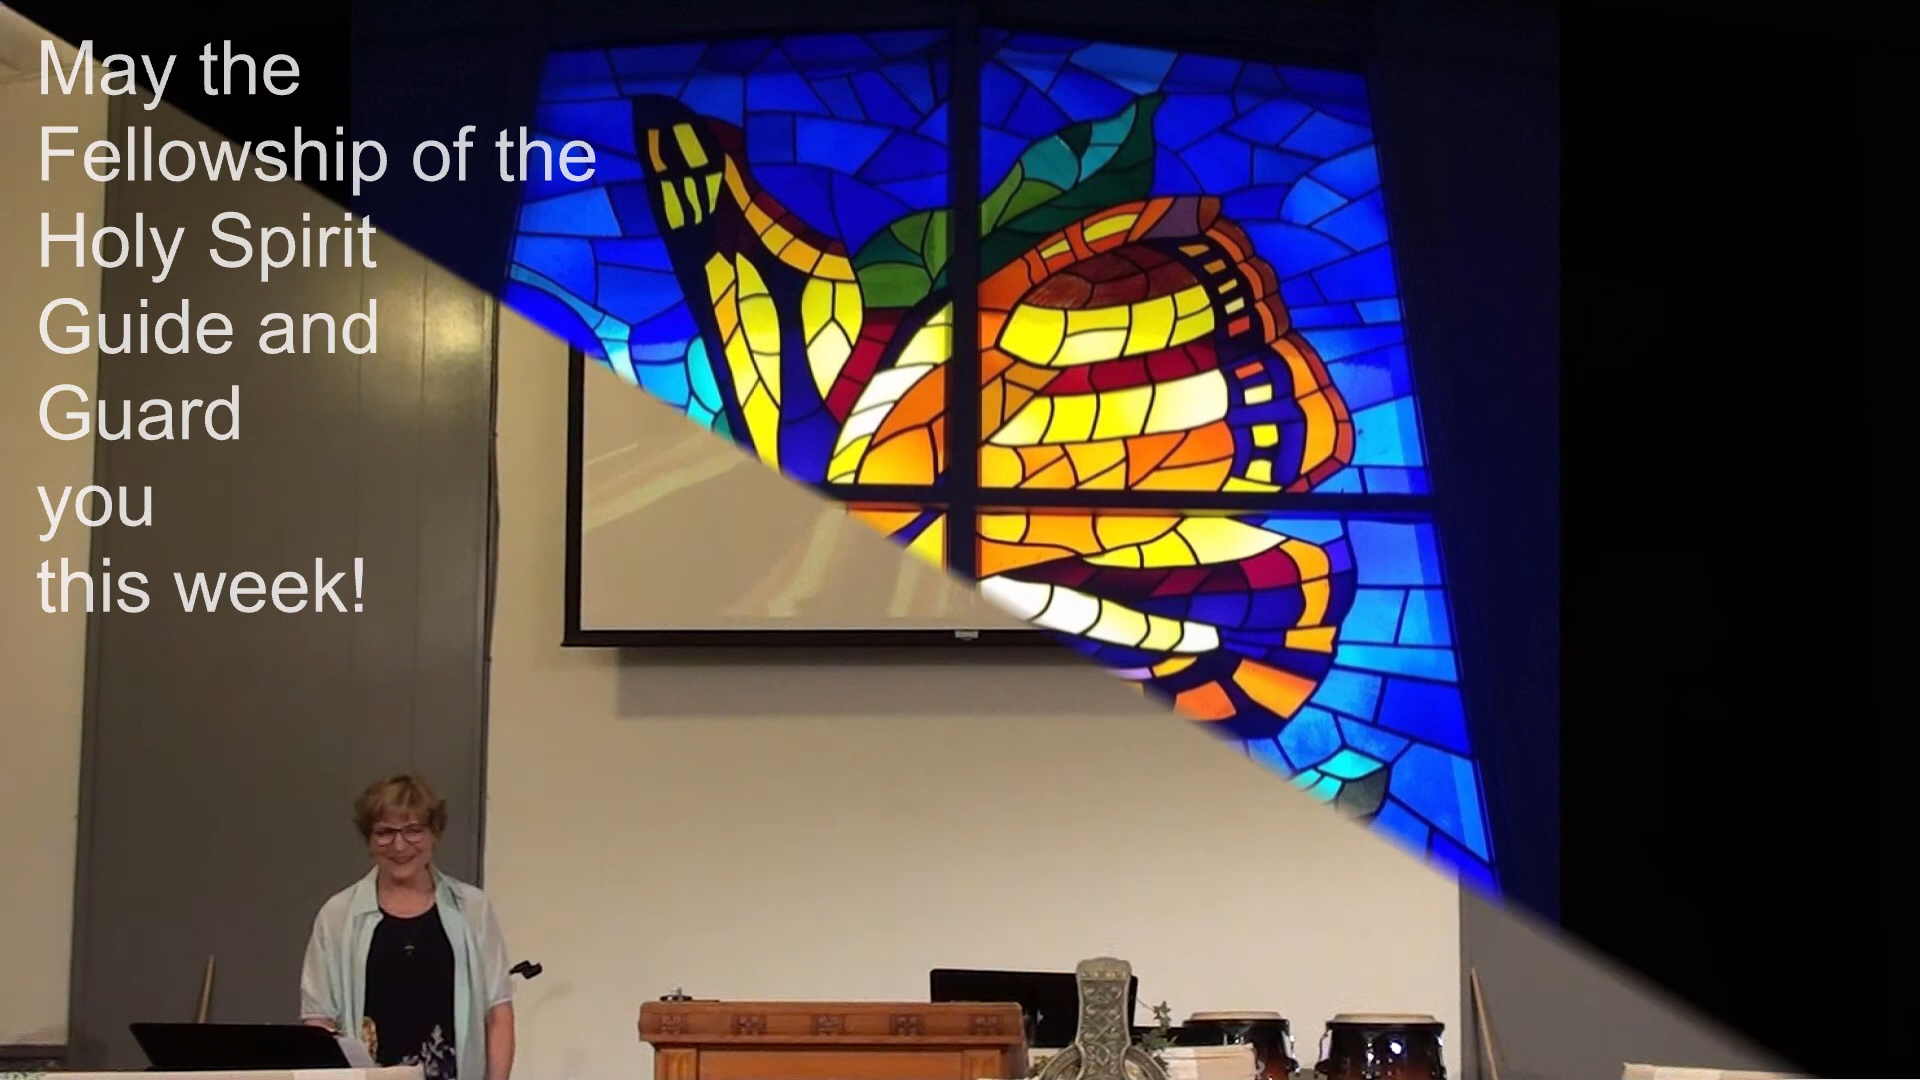 May the
Fellowship of the
Holy Spirit
Guide and
Guard
you
this week!